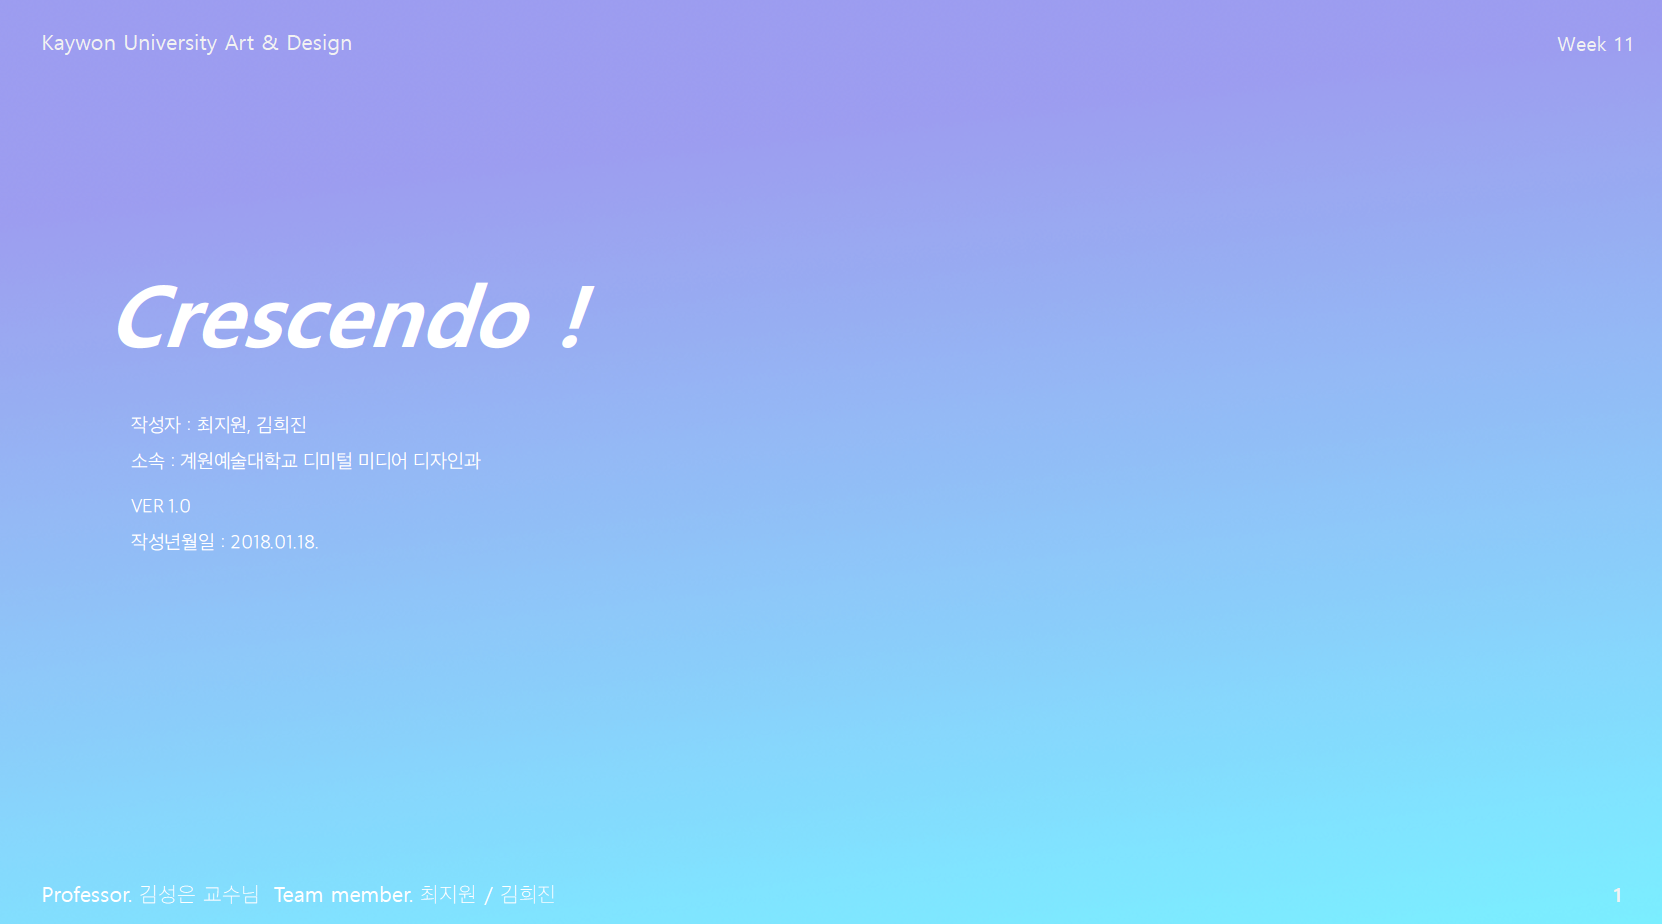 Kaywon University Art & Design
Week 11
Crescendo !
작성자 : 최지원, 김희진
소속 : 계원예술대학교 디미털 미디어 디자인과
VER 1.0
작성년월일 : 2018.01.18.
Professor. 김성은 교수님 Team member. 최지원 / 김희진
1